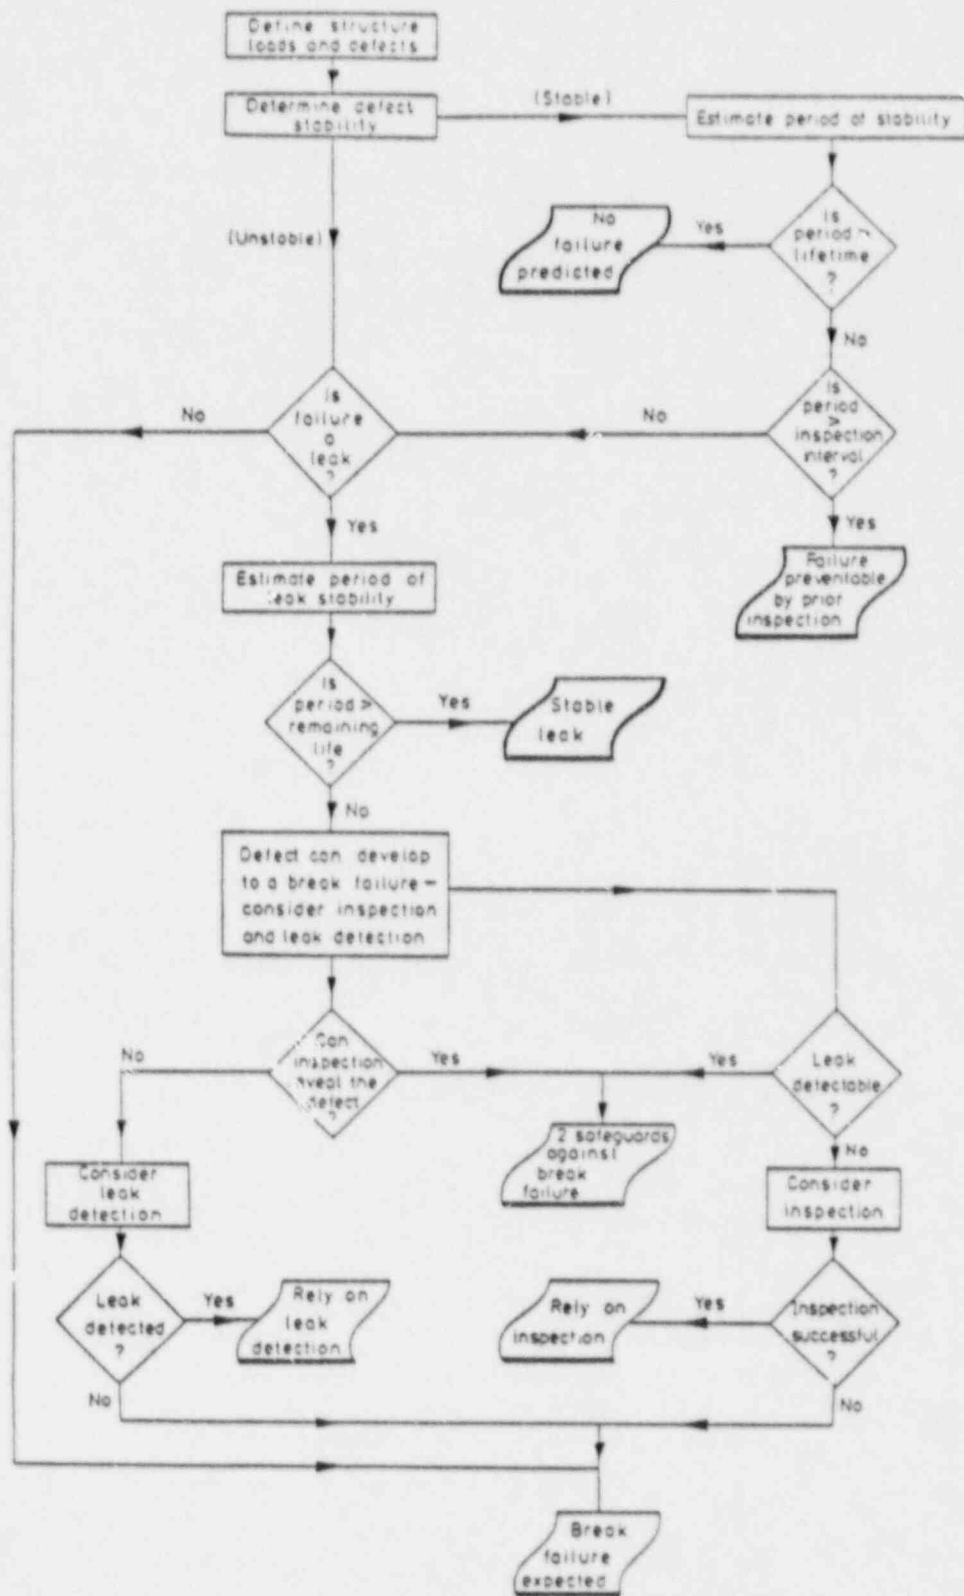 Define structure
loads and defects
Determine defect
stability
(Stable)
Estimate period of stability
(Unstable)
No
failure
predicted
Yes
Is
period >
lifetime
?
No
No
Is
failure
a
leak
?
No
Is
period
>
inspection
interval
?
Yes
Yes
Estimate period of
leak stability
Failure
preventable
by prior
inspection
Is
period >
remaining
life
?
Yes
Stable
leak
No
Defect can develop
to a break failure –
consider inspection
and leak detection
No
Can
inspection
reveal the
defect
?
Yes
Yes
Leak
detectable
?
2 safeguards
against
break
failure
No
Consider
leak
detection
Consider
inspection
Leak
detected
?
Yes
Rely on
leak
detection
Rely on
inspection
Yes
Inspection
successful
?
No
No
Break
failure
expected